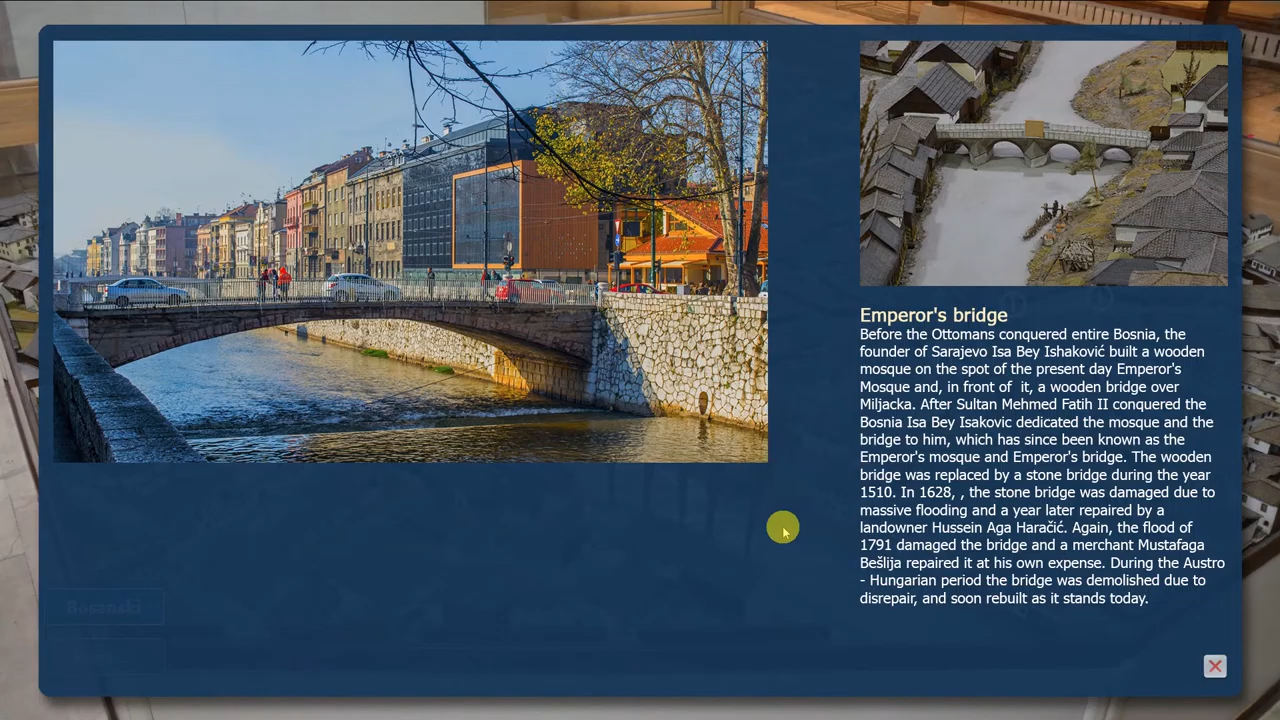 Emperor's bridge
Before the Ottomans conquered entire Bosnia, the
founder of Sarajevo Isa Bey Ishaković built a wooden
mosque on the spot of the present day Emperor's
Mosque and, in front of  it, a wooden bridge over
Miljacka. After Sultan Mehmed Fatih II conquered the
Bosnia Isa Bey Isakovic dedicated the mosque and the
bridge to him, which has since been known as the
Emperor's mosque and Emperor's bridge. The wooden
bridge was replaced by a stone bridge during the year
1510. In 1628, , the stone bridge was damaged due to
massive flooding and a year later repaired by a
landowner Hussein Aga Haračić. Again, the flood of
1791 damaged the bridge and a merchant Mustafaga
Bešlija repaired it at his own expense. During the Austro
- Hungarian period the bridge was demolished due to
disrepair, and soon rebuilt as it stands today.
Bosanski